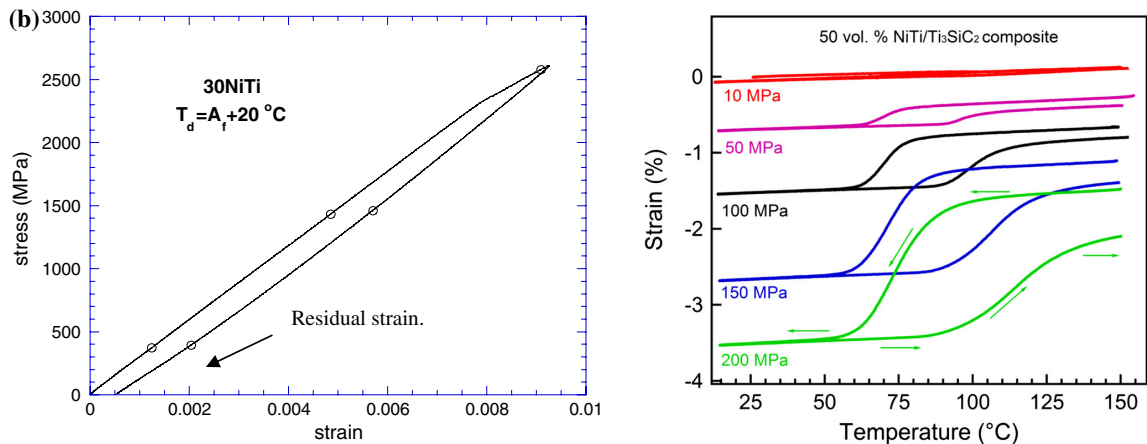 (b)
3000
2500
2000
1500
1000
500
0
stress (MPa)
30NiTi
T_d=A_f+20 °C
Residual strain.
0 0.002 0.004 0.006 0.008 0.01
strain
50 vol. % NiTi/Ti₃SiC₂ composite
0
-1
-2
-3
-4
Strain (%)
10 MPa
50 MPa
100 MPa
150 MPa
200 MPa
25 50 75 100 125 150
Temperature (°C)